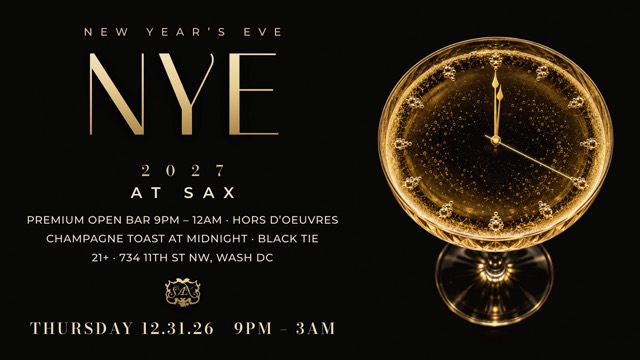 NEW YEAR'S EVE
NYE
2027
AT SAX
PREMIUM OPEN BAR 9PM – 12AM · HORS D'OEUVRES
CHAMPAGNE TOAST AT MIDNIGHT · BLACK TIE
21+ · 734 11TH ST NW, WASH DC
SAX
THURSDAY 12.31.26 9PM – 3AM